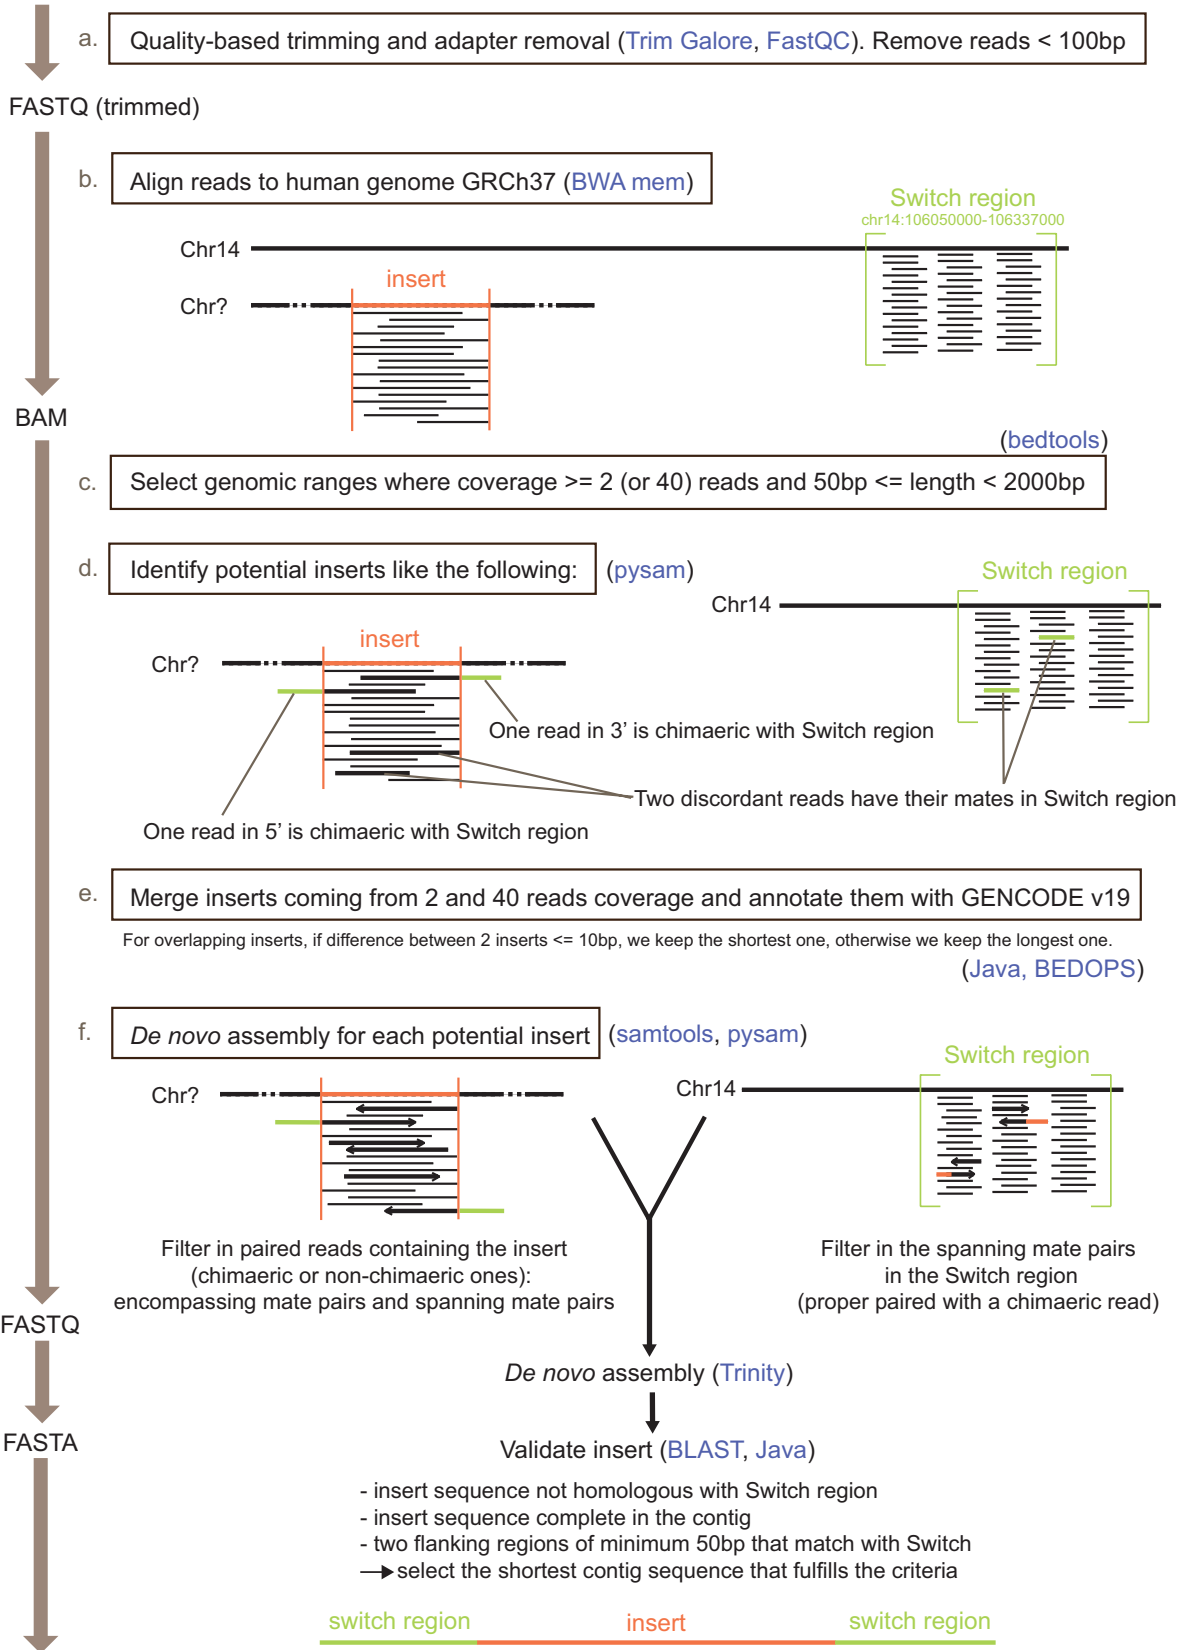 a. Quality-based trimming and adapter removal (Trim Galore, FastQC). Remove reads < 100bp
FASTQ (trimmed)
b. Align reads to human genome GRCh37 (BWA mem)
Switch region
chr14:106050000-106337000
Chr14
insert
Chr?
BAM
(bedtools)
c. Select genomic ranges where coverage >= 2 (or 40) reads and 50bp <= length < 2000bp
d. Identify potential inserts like the following: (pysam)
Switch region
Chr14
insert
Chr?
One read in 3' is chimaeric with Switch region
Two discordant reads have their mates in Switch region
One read in 5' is chimaeric with Switch region
e. Merge inserts coming from 2 and 40 reads coverage and annotate them with GENCODE v19
For overlapping inserts, if difference between 2 inserts <= 10bp, we keep the shortest one, otherwise we keep the longest one.
(Java, BEDOPS)
f. De novo assembly for each potential insert (samtools, pysam)
Switch region
Chr?
Chr14
Filter in paired reads containing the insert
(chimaeric or non-chimaeric ones):
encompassing mate pairs and spanning mate pairs
Filter in the spanning mate pairs
in the Switch region
(proper paired with a chimaeric read)
FASTQ
De novo assembly (Trinity)
FASTA
Validate insert (BLAST, Java)
- insert sequence not homologous with Switch region
- insert sequence complete in the contig
- two flanking regions of minimum 50bp that match with Switch
select the shortest contig sequence that fulfills the criteria
switch region insert switch region